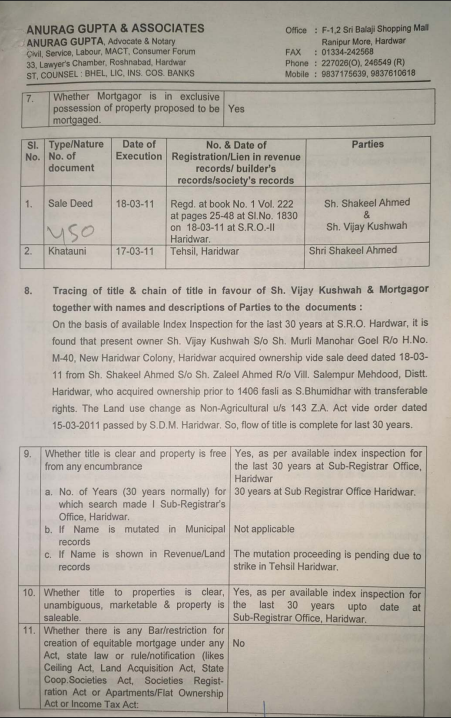 ANURAG GUPTA & ASSOCIATES
ANURAG GUPTA, Advocate & Notary
Civil, Service, Labour, MACT, Consumer Forum
33, Lawyer's Chamber, Roshnabad, Hardwar
ST, COUNSEL : BHEL, LIC, INS. COS. BANKS
Office : F-1,2 Sri Balaji Shopping Mall
Ranipur More, Hardwar
FAX : 01334-242568
Phone : 227026(O), 246549 (R)
Mobile : 9837175639, 9837610618
7. Whether Mortgagor is in exclusive
possession of property proposed to be
mortgaged.
Yes
Sl. No.
Type/Nature No. of document
Date of Execution
No. & Date of
Registration/Lien in revenue
records/ builder's
records/society's records
Parties
1. Sale Deed
450
18-03-11
Regd. at book No. 1 Vol. 222
at pages 25-48 at Sl.No. 1830
on 18-03-11 at S.R.O.-II
Haridwar.
Sh. Shakeel Ahmed
&
Sh. Vijay Kushwah
2. Khatauni
17-03-11
Tehsil, Haridwar
Shri Shakeel Ahmed
8. Tracing of title & chain of title in favour of Sh. Vijay Kushwah & Mortgagor
together with names and descriptions of Parties to the documents :
On the basis of available Index Inspection for the last 30 years at S.R.O. Hardwar, it is
found that present owner Sh. Vijay Kushwah S/o Sh. Murli Manohar Goel R/o H.No.
M-40, New Haridwar Colony, Haridwar acquired ownership vide sale deed dated 18-03-
11 from Sh. Shakeel Ahmed S/o Sh. Zaleel Ahmed R/o Vill. Salempur Mehdood, Distt.
Haridwar, who acquired ownership prior to 1406 fasli as S.Bhumidhar with transferable
rights. The Land use change as Non-Agricultural u/s 143 Z.A. Act vide order dated
15-03-2011 passed by S.D.M. Hardwar. So, flow of title is complete for last 30 years.
9. Whether title is clear and property is free
from any encumbrance
Yes, as per available index inspection for
the last 30 years at Sub-Registrar Office,
Haridwar
a. No. of Years (30 years normally) for
which search made I Sub-Registrar's
Office, Haridwar.
30 years at Sub Registrar Office Haridwar.
b. If Name is mutated in Municipal
records
Not applicable
c. If Name is shown in Revenue/Land
records
The mutation proceeding is pending due to
strike in Tehsil Haridwar.
10. Whether title to properties is clear,
unambiguous, marketable & property is
saleable.
Yes, as per available index inspection for
the last 30 years upto date at
Sub-Registrar Office, Haridwar.
11. Whether there is any Bar/restriction for
creation of equitable mortgage under any
Act, state law or rule/notification (likes
Ceiling Act, Land Acquisition Act, State
Coop.Societies Act, Societies Regist-
ration Act or Apartments/Flat Ownership
Act or Income Tax Act:
No